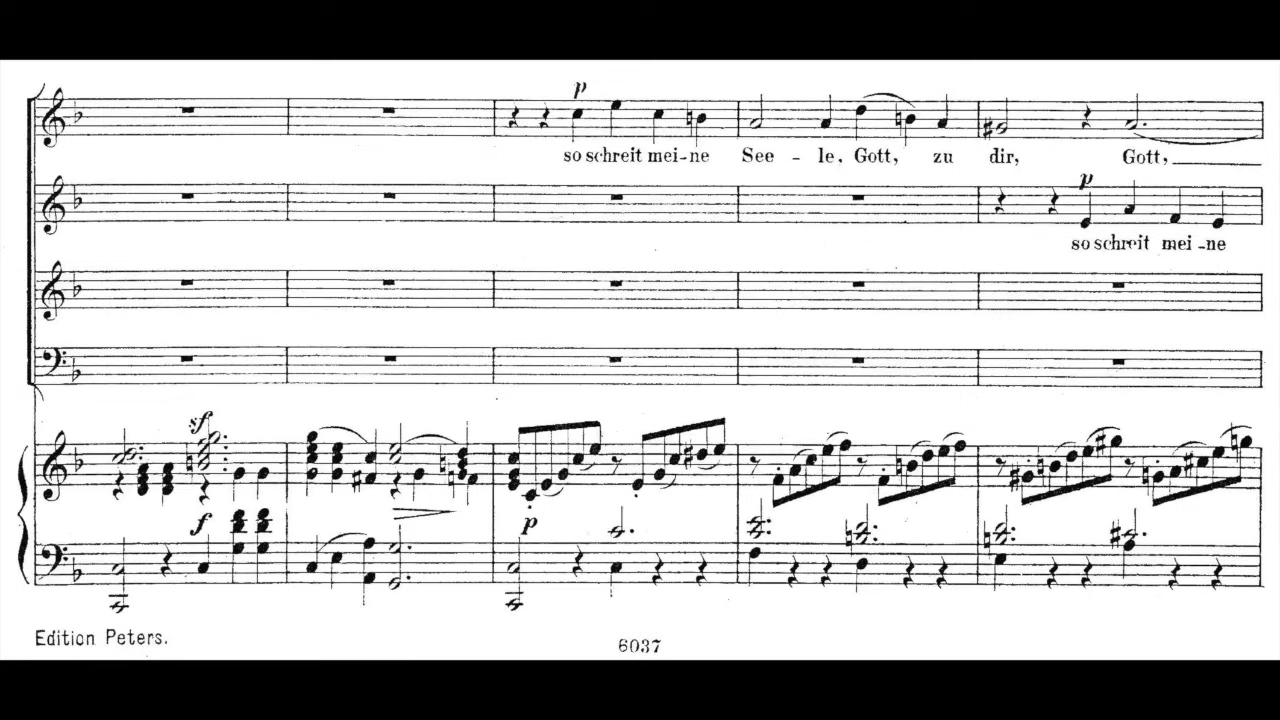 p
so schreit mei-ne See - le, Gott, zu dir, Gott,
p
so schreit mei-ne
sf
f
p
Edition Peters.
6037